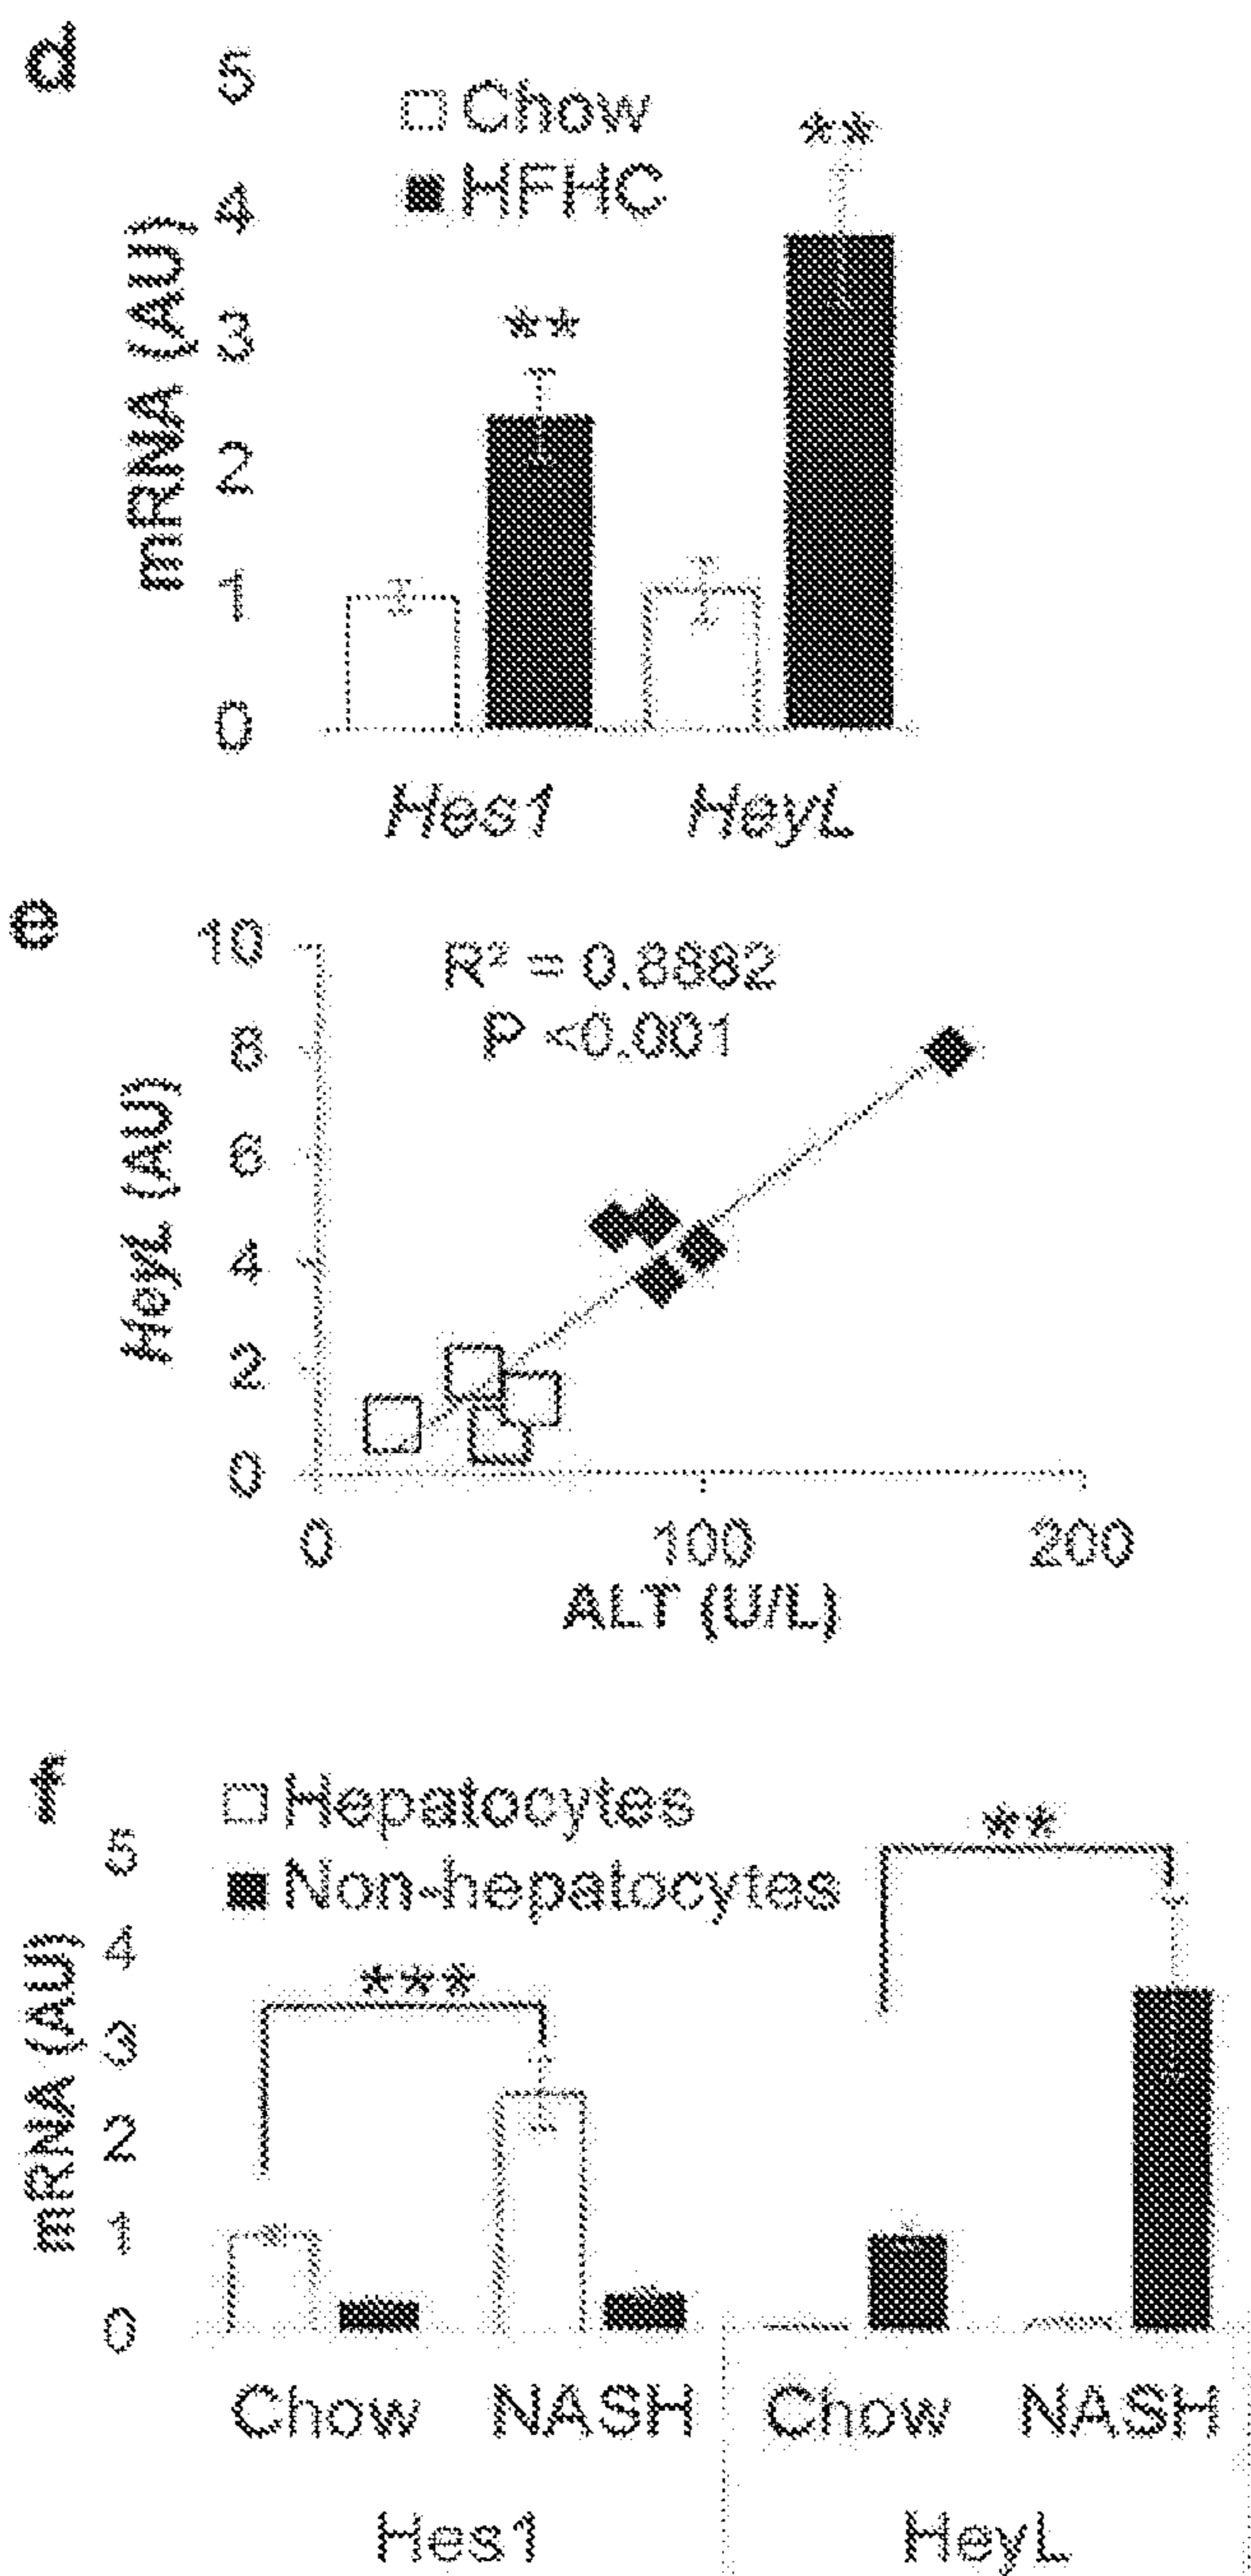 d
5
4
3
2
1
0
mRNA (AU)
Chow
HFHC
**
**
Hes1 HeyL
e
10
8
6
4
2
0
HeyL (AU)
R² = 0.8882
P <0.001
0 100 200
ALT (U/L)
f
Hepatocytes
Non-hepatocytes
5
4
3
2
1
0
mRNA (AU)
***
**
Chow NASH Chow NASH
Hes1 HeyL